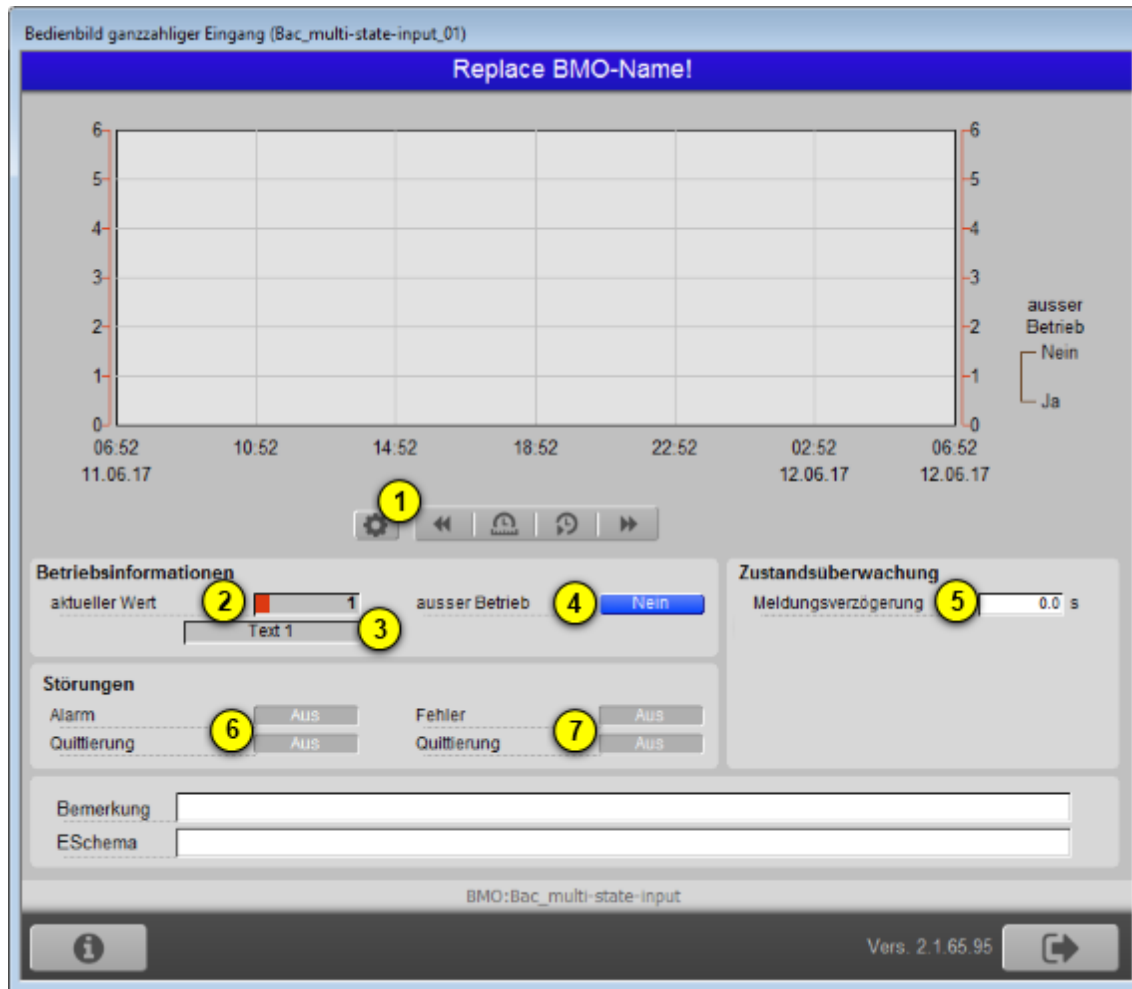 Bedienbild ganzzahliger Eingang (Bac_multi-state-input_01)
Replace BMO-Name!
6 6
5 5
4 4
3 3
2 2
1 1
0 0
ausser
Betrieb
Nein
Ja
06:52 10:52 14:52 18:52 22:52 02:52 06:52
11.06.17 12.06.17 12.06.17
1
Betriebsinformationen
aktueller Wert 2 1 ausser Betrieb 4 Nein
Text 1 3
Zustandsüberwachung
Meldungsverzögerung 5 0.0 s
Störungen
Alarm Aus Fehler Aus
6 7
Quittierung Aus Quittierung Aus
Bemerkung
ESchema
BMO:Bac_multi-state-input
Vers. 2.1.65.95